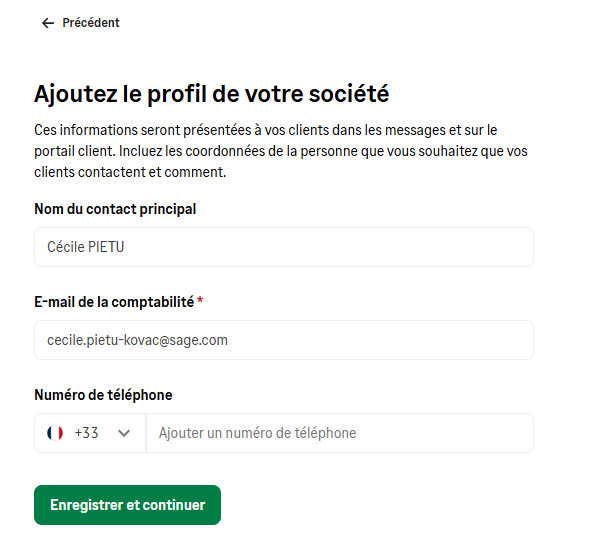 Précédent
Ajoutez le profil de votre société
Ces informations seront présentées à vos clients dans les messages et sur le
portail client. Incluez les coordonnées de la personne que vous souhaitez que vos
clients contactent et comment.
Nom du contact principal
Cécile PIETU
E-mail de la comptabilité *
cecile.pietu-kovac@sage.com
Numéro de téléphone
+33 Ajouter un numéro de téléphone
Enregistrer et continuer